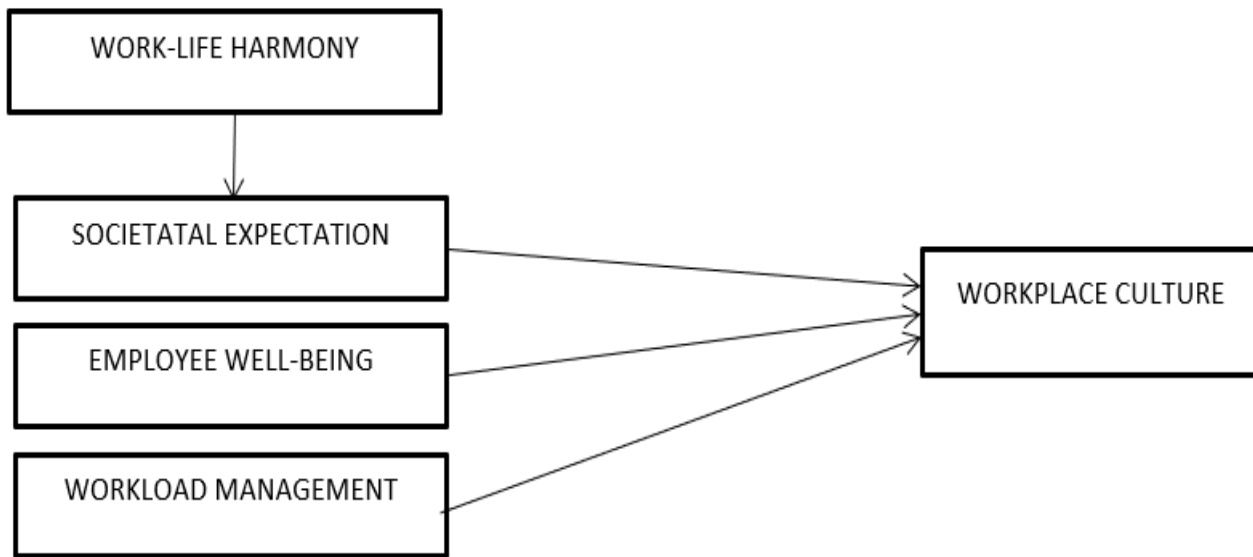 WORK-LIFE HARMONY
SOCIETATAL EXPECTATION
EMPLOYEE WELL-BEING
WORKLOAD MANAGEMENT
WORKPLACE CULTURE